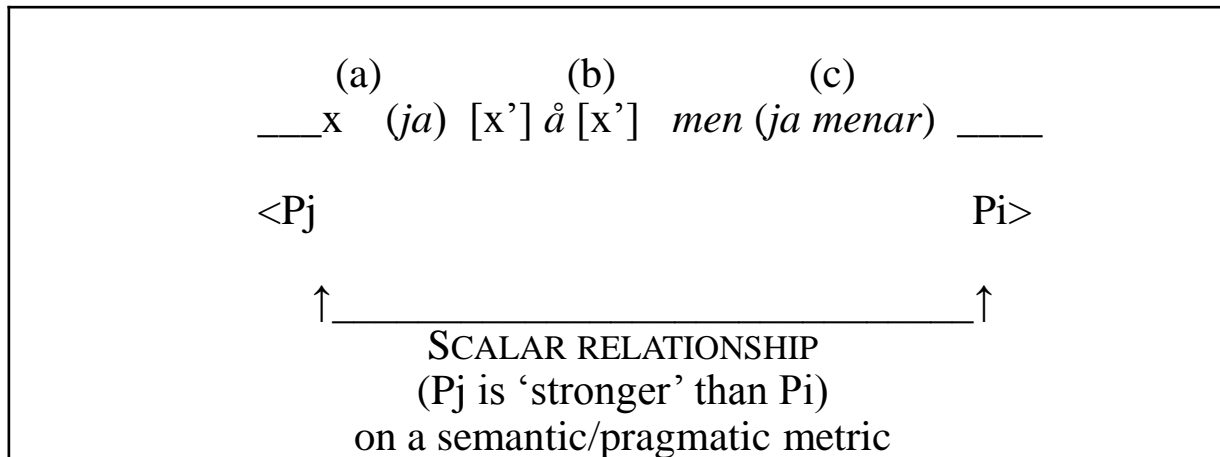 (a) (b) (c)
___x (ja) [x’] å [x’] men (ja menar) ____
<Pj Pi>
↑___________________________↑
SCALAR RELATIONSHIP
(Pj is ‘stronger’ than Pi)
on a semantic/pragmatic metric